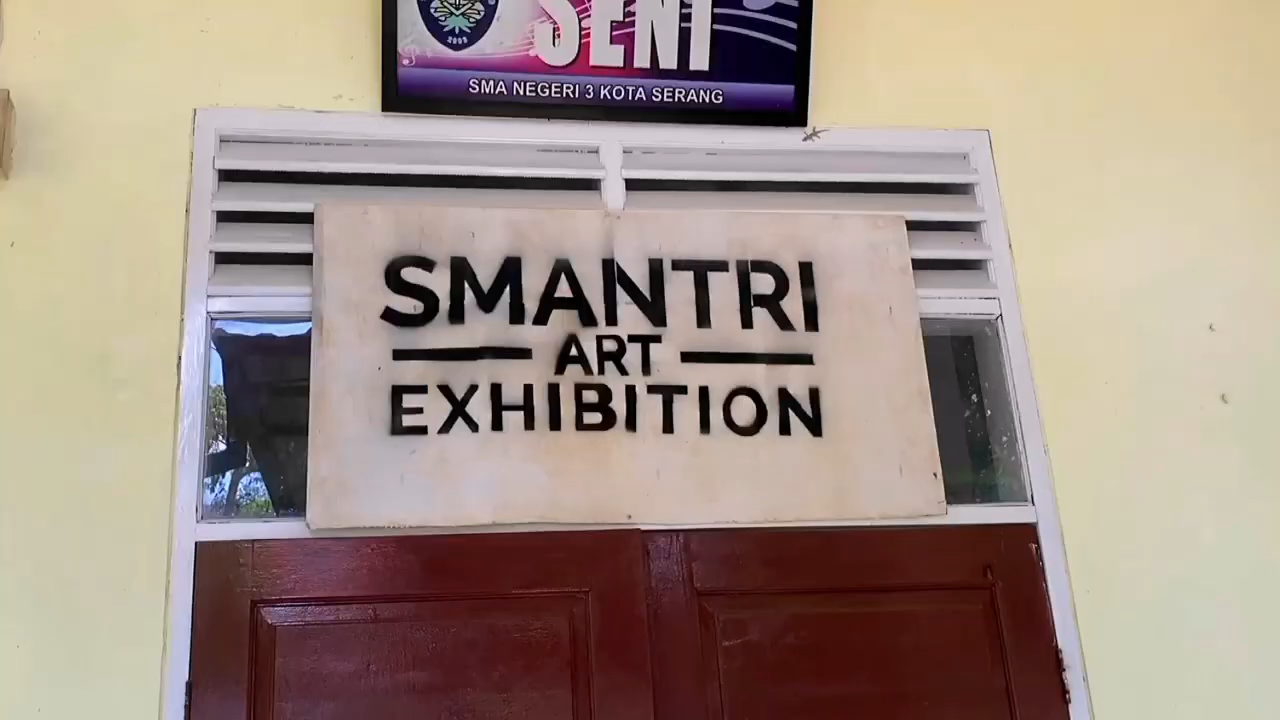 SENI
SMA NEGERI 3 KOTA SERANG
SMANTRI
ART
EXHIBITION